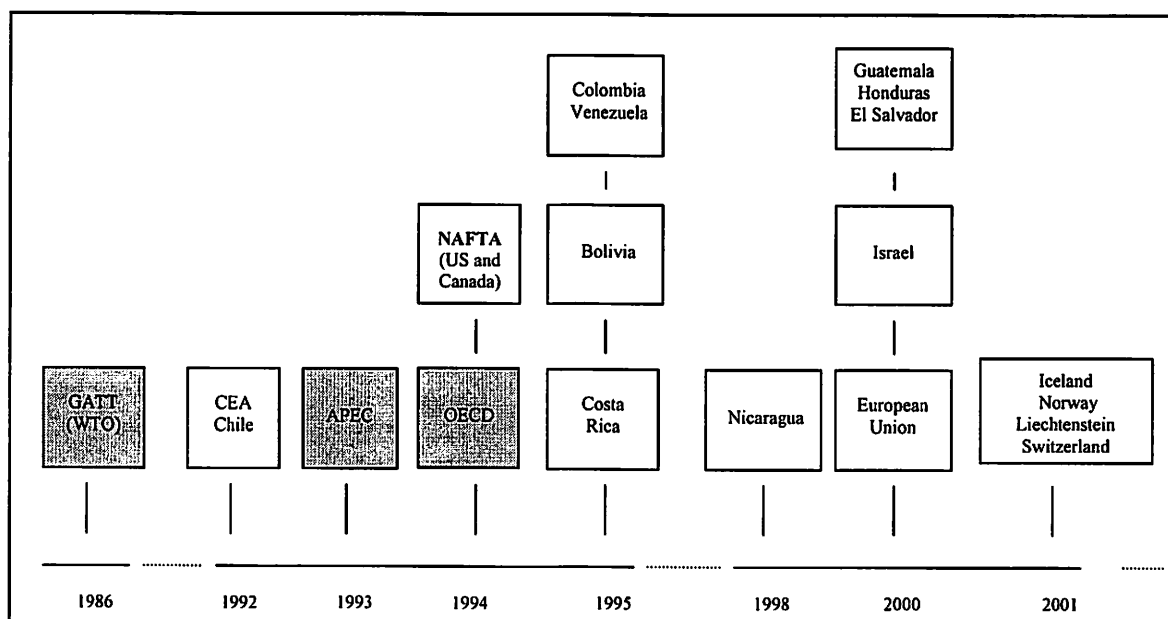 Colombia
Venezuela
Guatemala
Honduras
El Salvador
NAFTA
(US and
Canada)
Bolivia
Israel
GATT
(WTO)
CEA
Chile
APEC
OECD
Costa
Rica
Nicaragua
European
Union
Iceland
Norway
Liechtenstein
Switzerland
1986
1992
1993
1994
1995
1998
2000
2001